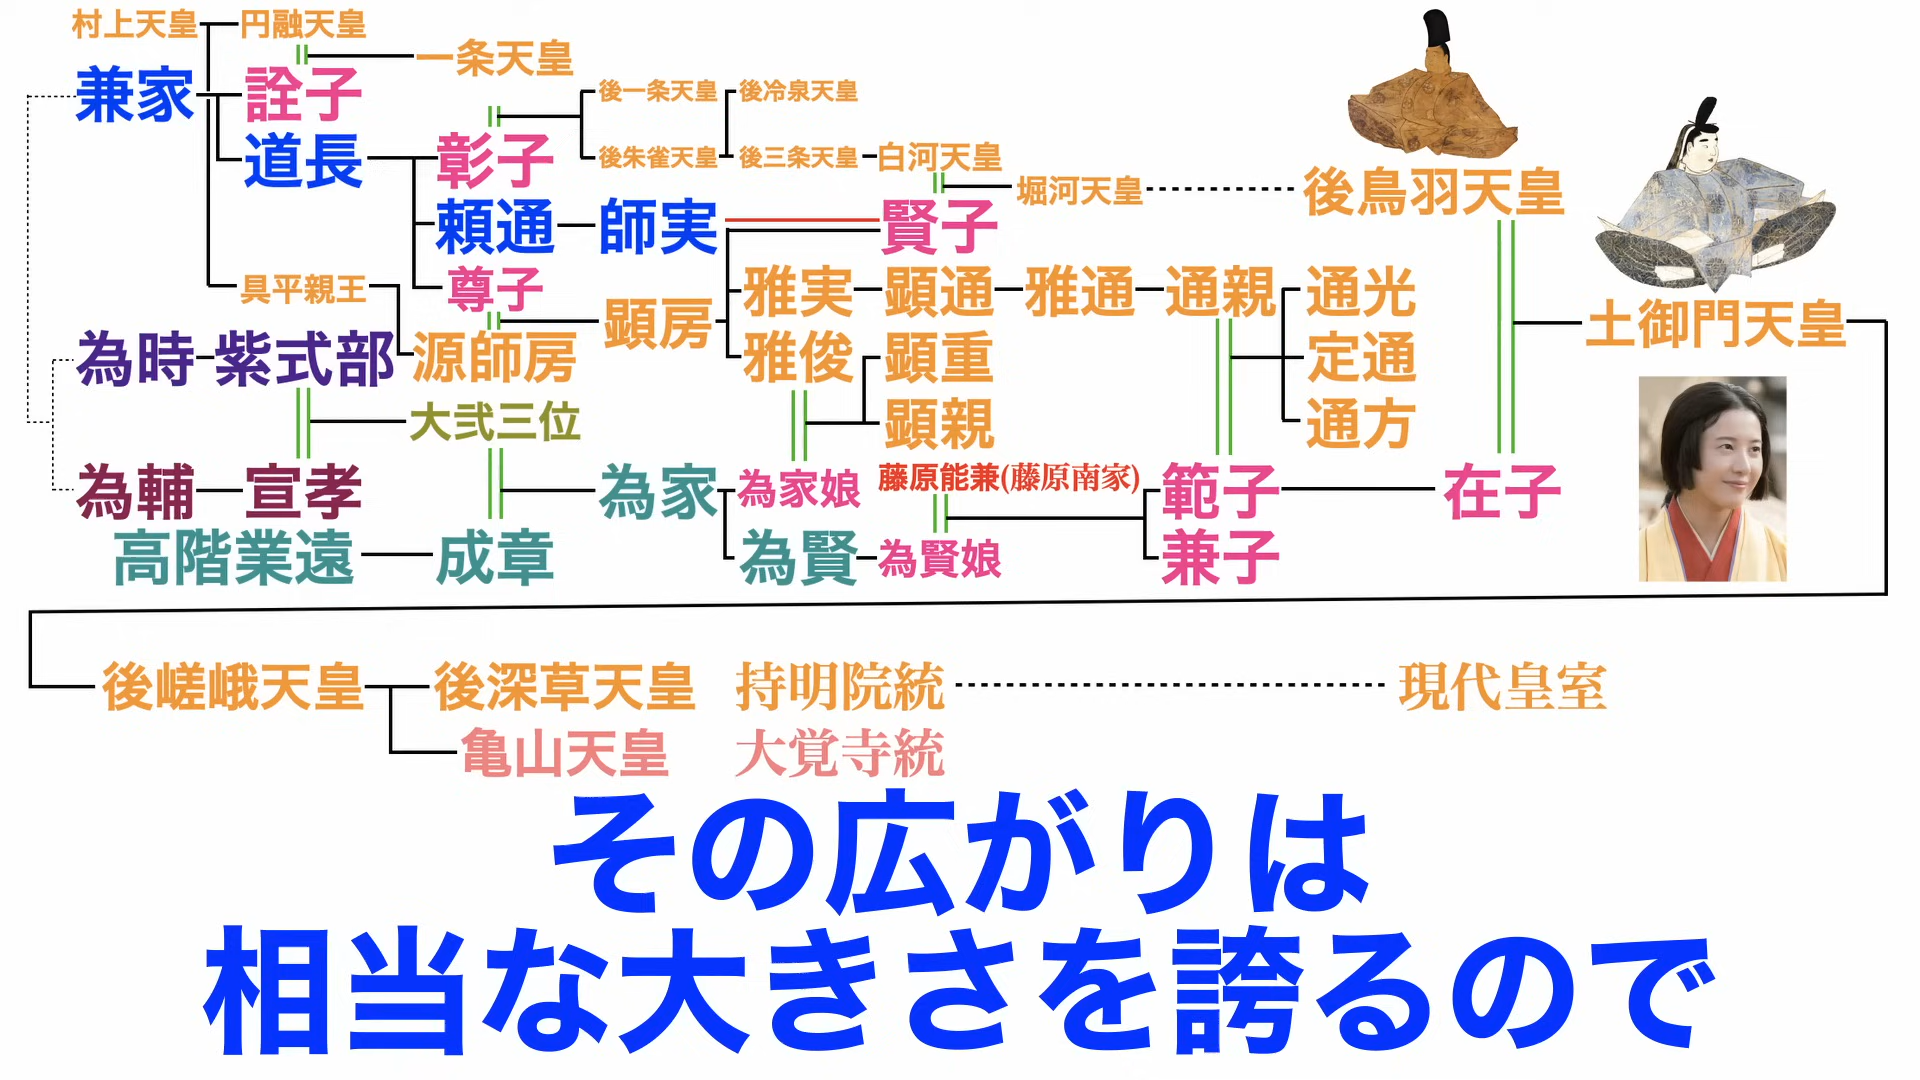 村上天皇 円融天皇
一条天皇
兼家 詮子
後一条天皇 後冷泉天皇
道長 彰子 後朱雀天皇 後三条天皇 白河天皇
堀河天皇 後鳥羽天皇
頼通 師実 賢子
具平親王 尊子 雅実 顕通 雅通 通親 通光
顕房 土御門天皇
為時 紫式部 源師房 雅俊 顕重 定通
大弐三位 顕親 通方
為輔 宣孝 為家 為家娘 藤原能兼(藤原南家) 範子 在子
高階業遠 成章 為賢 為賢娘 兼子
後嵯峨天皇 後深草天皇 持明院統 現代皇室
亀山天皇 大覚寺統
その広がりは
相当な大きさを誇るので